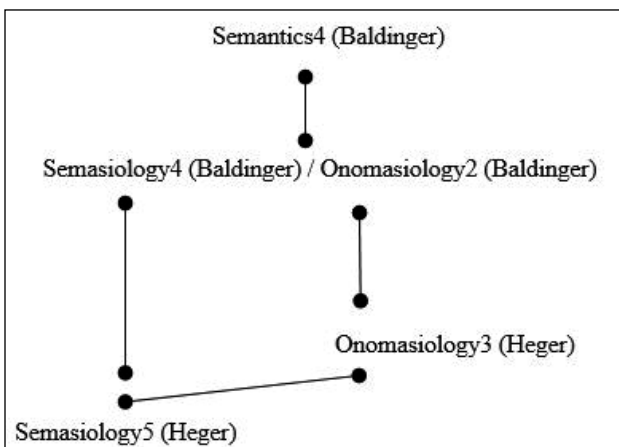 Semantics4 (Baldinger)
Semasiology4 (Baldinger) / Onomasiology2 (Baldinger)
Onomasiology3 (Heger)
Semasiology5 (Heger)